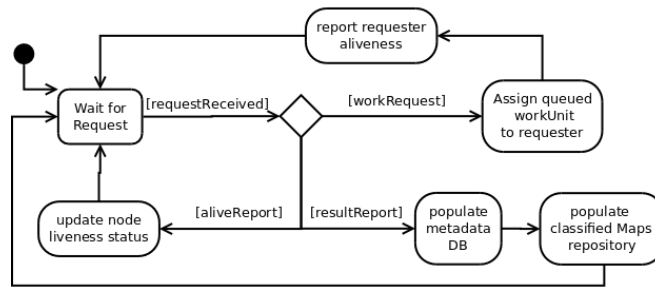 report requester
aliveness
Wait for
Request
[requestReceived]
[workRequest]
Assign queued
workUnit
to requester
update node
liveness status
[aliveReport]
[resultReport]
populate
metadata
DB
populate
classified Maps
repository